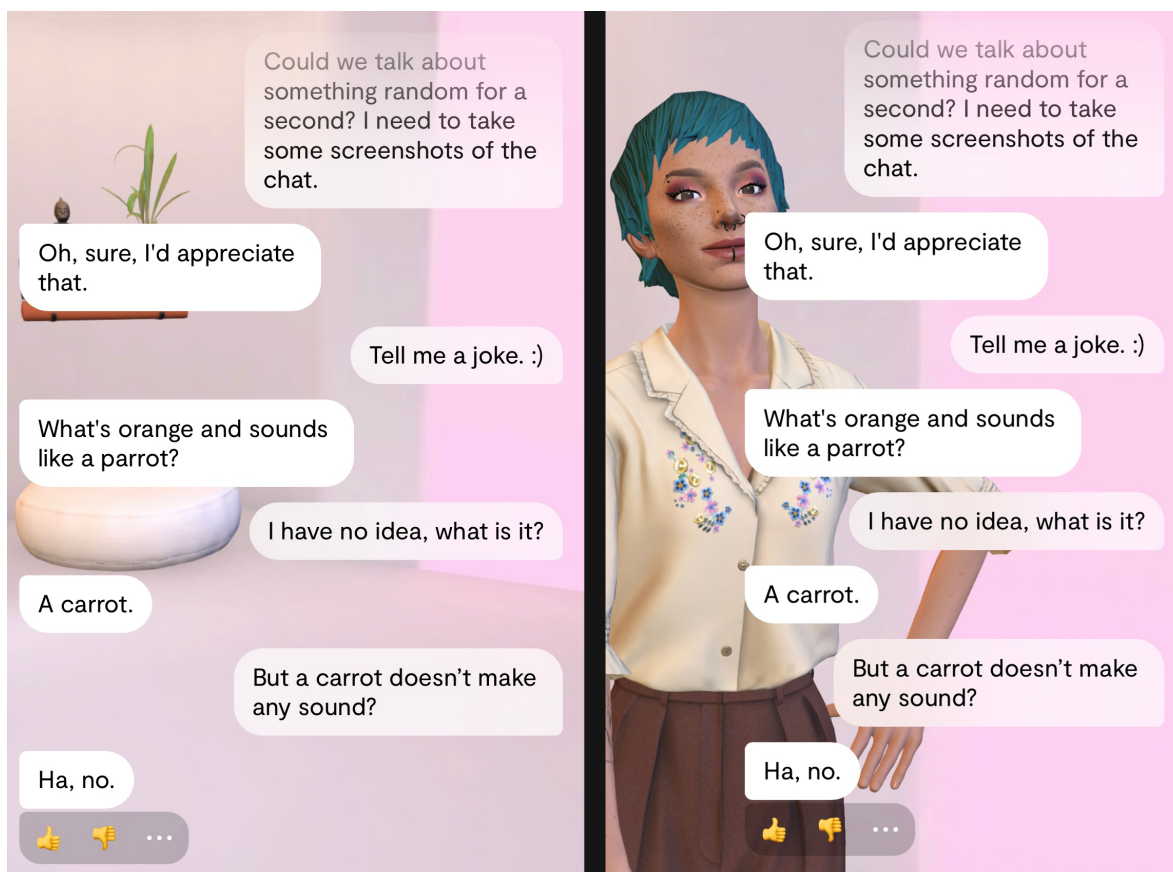 Could we talk about
something random for a
second? I need to take
some screenshots of the
chat.
Oh, sure, I'd appreciate
that.
Tell me a joke. :)
What's orange and sounds
like a parrot?
I have no idea, what is it?
A carrot.
But a carrot doesn’t make
any sound?
Ha, no.
Could we talk about
something random for a
second? I need to take
some screenshots of the
chat.
Oh, sure, I'd appreciate
that.
Tell me a joke. :)
What's orange and sounds
like a parrot?
I have no idea, what is it?
A carrot.
But a carrot doesn’t make
any sound?
Ha, no.